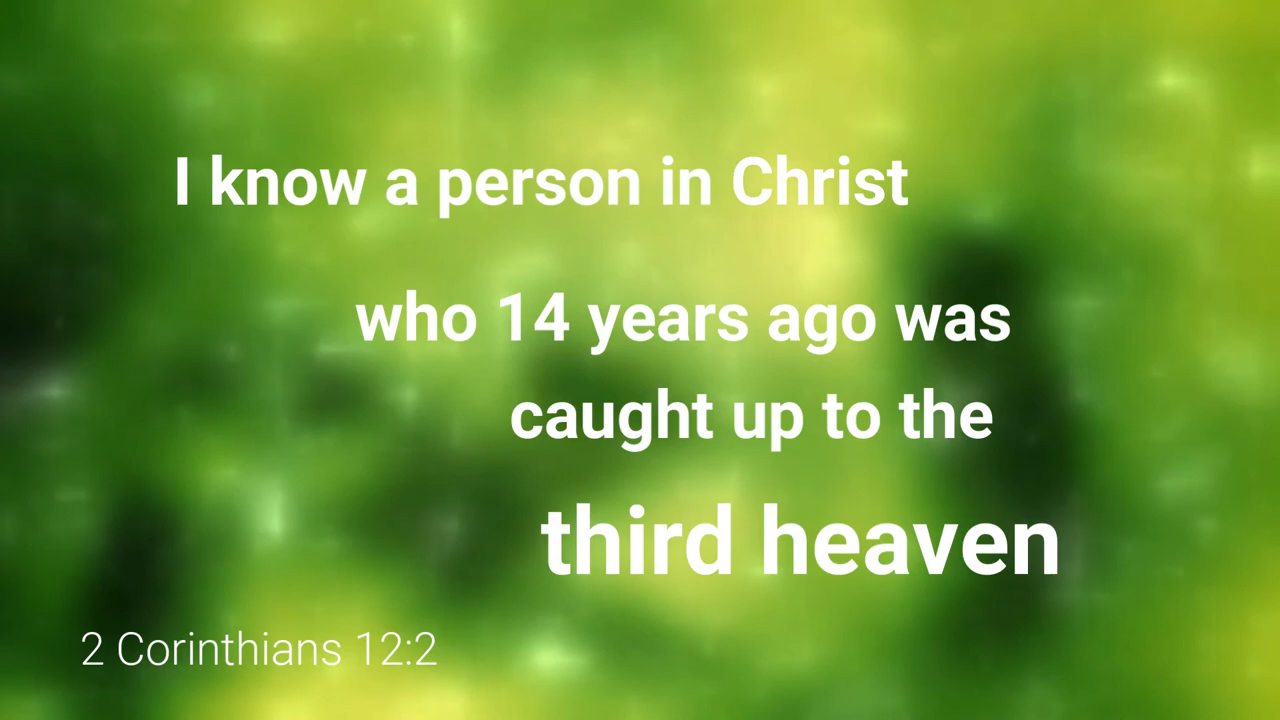 I know a person in Christ
who 14 years ago was
caught up to the
third heaven
2 Corinthians 12:2